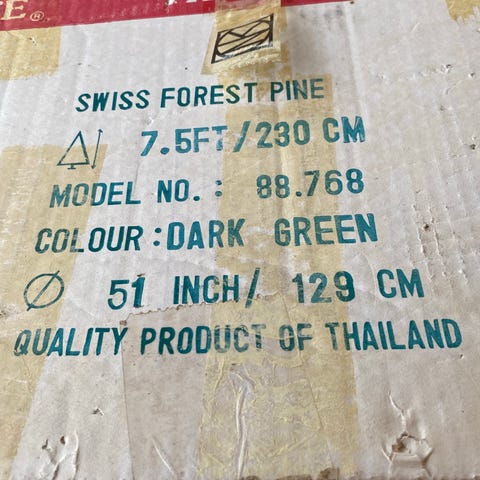 SWISS FOREST PINE
7.5FT/230 CM
MODEL NO.: 88.768
COLOUR:DARK GREEN
51 INCH/ 129 CM
QUALITY PRODUCT OF THAILAND